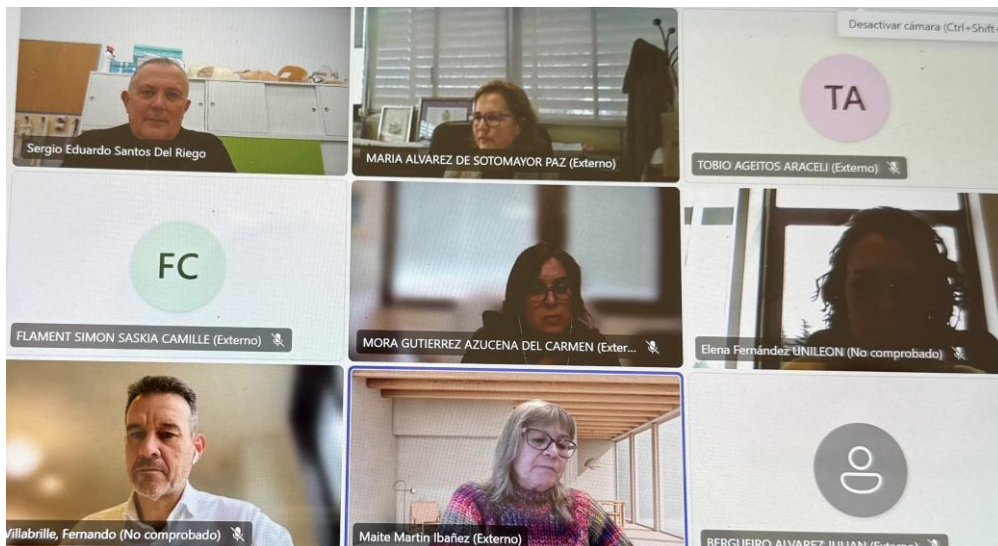 Desactivar cámara (Ctrl+Shift+
Sergio Eduardo Santos Del Riego
MARIA ALVAREZ DE SOTOMAYOR PAZ (Externo)
TA
TOBIO AGEITOS ARACELI (Externo)
FC
FLAMENT SIMON SASKIA CAMILLE (Externo)
MORA GUTIERREZ AZUCENA DEL CARMEN (Exter...
Elena Fernández UNILEON (No comprobado)
Villabrille, Fernando (No comprobado)
Maite Martin Ibañez (Externo)
BERGUEIRO ALVAREZ JULIAN (Externo)